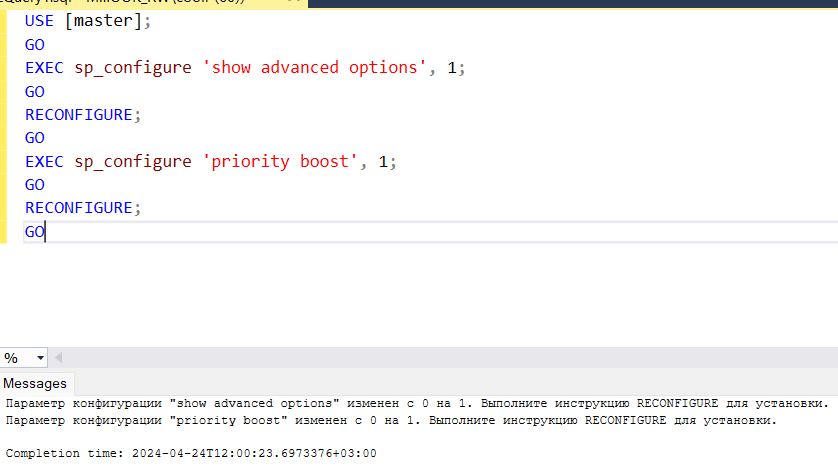 USE [master];
GO
EXEC sp_configure 'show advanced options', 1;
GO
RECONFIGURE;
GO
EXEC sp_configure 'priority boost', 1;
GO
RECONFIGURE;
GO
%
Messages
Параметр конфигурации "show advanced options" изменен с 0 на 1. Выполните инструкцию RECONFIGURE для установки.
Параметр конфигурации "priority boost" изменен с 0 на 1. Выполните инструкцию RECONFIGURE для установки.
Completion time: 2024-04-24T12:00:23.6973376+03:00